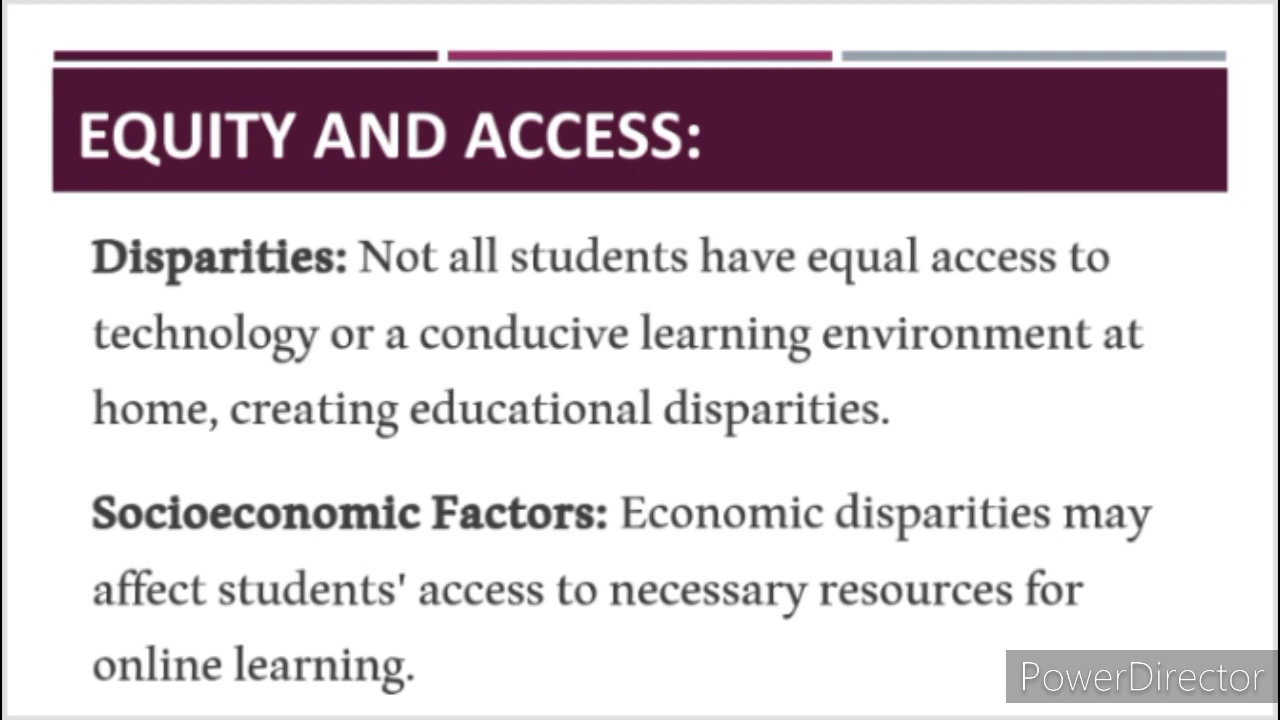 EQUITY AND ACCESS:
Disparities: Not all students have equal access to
technology or a conducive learning environment at
home, creating educational disparities.
Socioeconomic Factors: Economic disparities may
affect students' access to necessary resources for
online learning.
PowerDirector